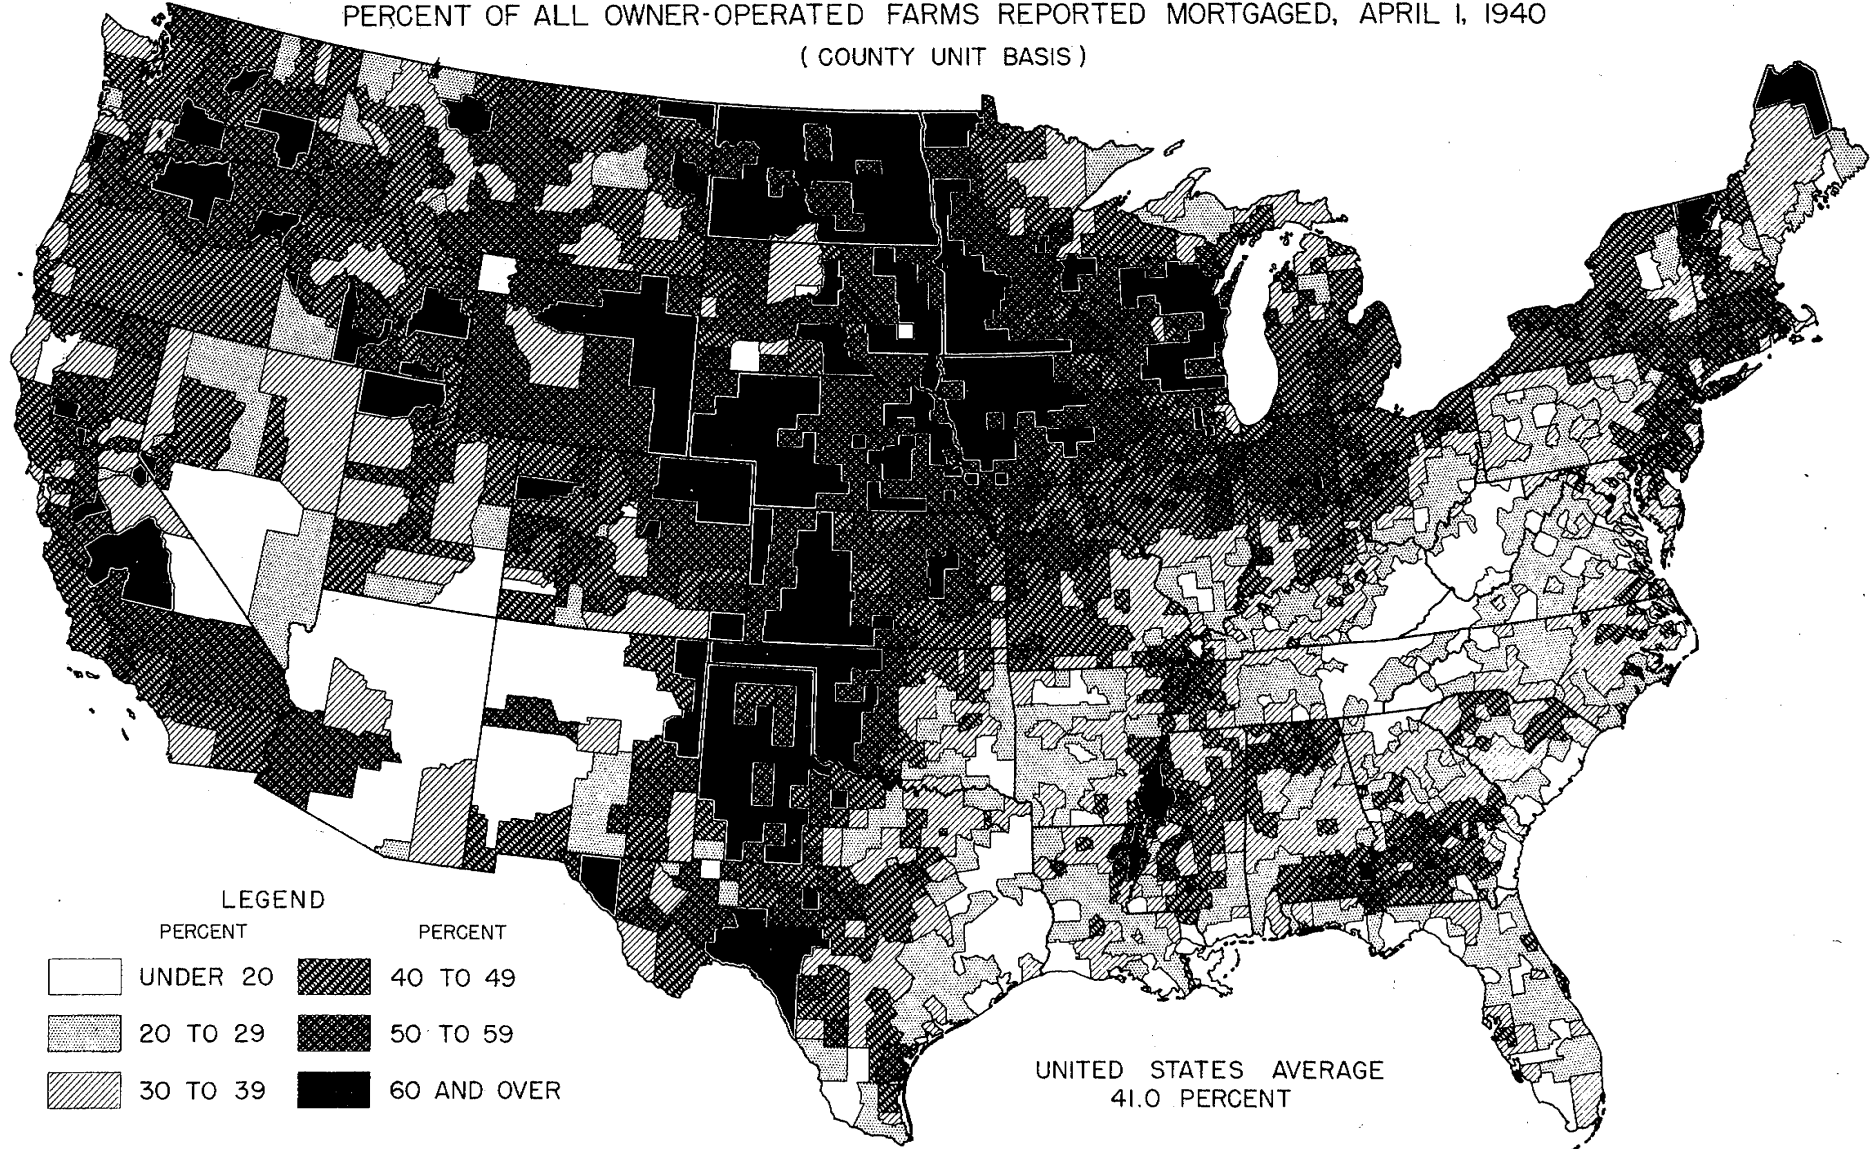 PERCENT OF ALL OWNER-OPERATED FARMS REPORTED MORTGAGED, APRIL 1, 1940
(COUNTY UNIT BASIS)
LEGEND
PERCENT PERCENT
UNDER 20 40 TO 49
20 TO 29 50 TO 59
30 TO 39 60 AND OVER
UNITED STATES AVERAGE
41.0 PERCENT